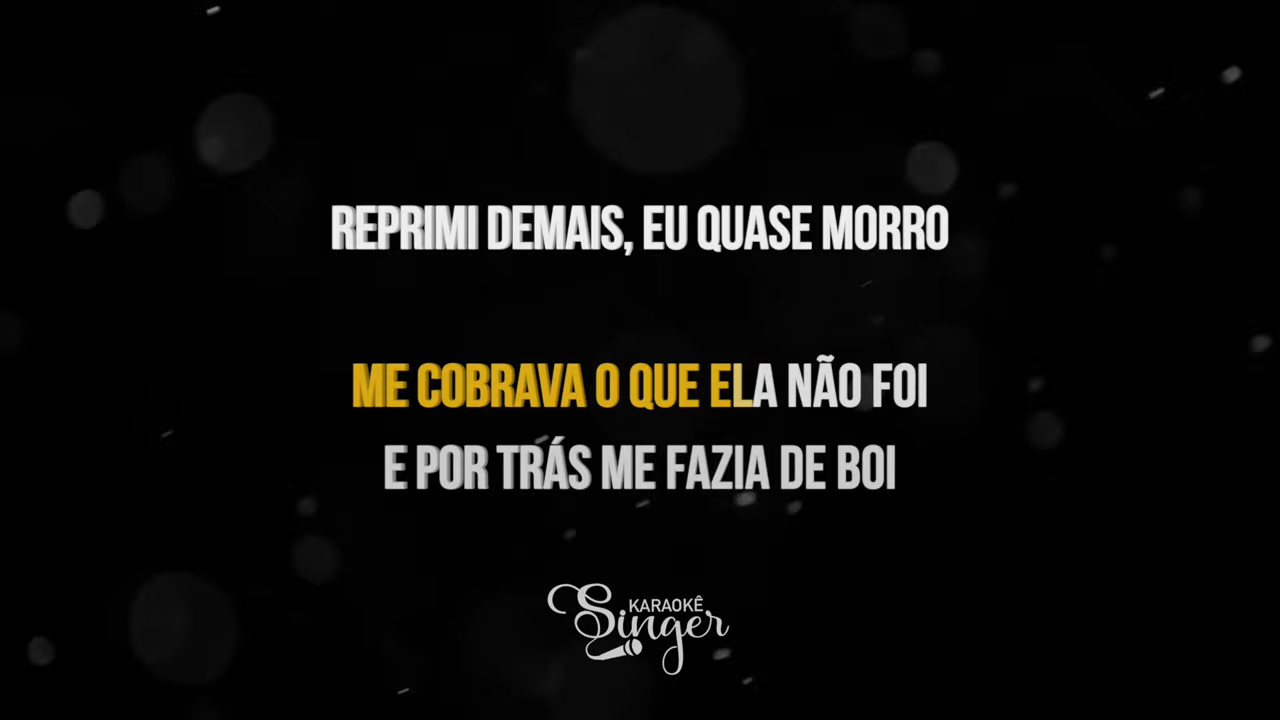 REPRIMI DEMAIS, EU QUASE MORRO
ME COBRAVA O QUE ELA NÃO FOI
E POR TRÁS ME FAZIA DE BOI
KARAOKÊ
Singer